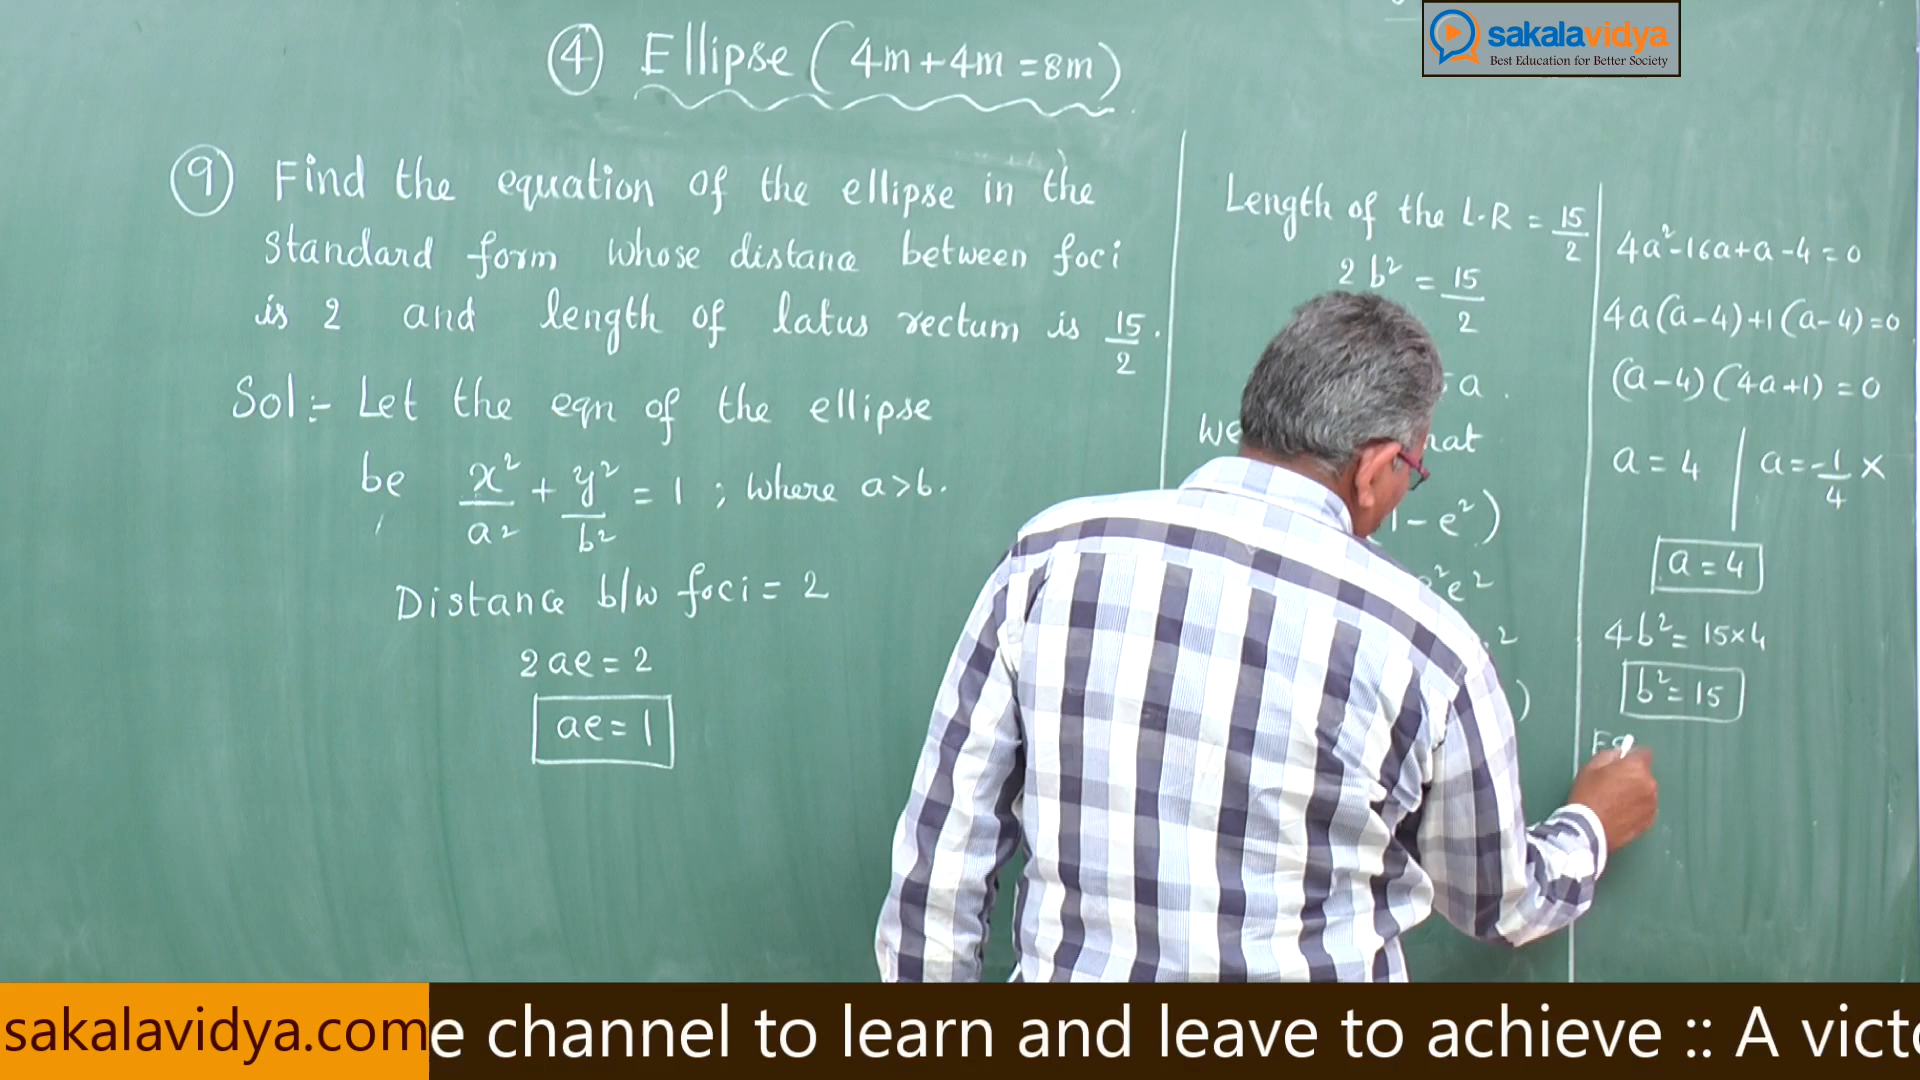 sakalavidya
Best Education for Better Society
④ Ellipse (4m+4m=8m)
⑨ Find the equation of the ellipse in the
standard form whose distance between foci
is 2 and length of latus rectum is 15/2.
Sol:- Let the eqn of the ellipse
be x²/a² + y²/b² = 1 ; where a>b.
Distance b/w foci = 2
2ae = 2
ae = 1
Length of the L.R = 15/2
2b² = 15/2
a.
We
- e²)
e²
)
4a²-16a+a-4=0
4a(a-4)+1(a-4)=0
(a-4)(4a+1)=0
a=4 | a=-1/4 ×
a=4
4b²=15×4
b²=15
sakalavidya.com e channel to learn and leave to achieve :: A victo